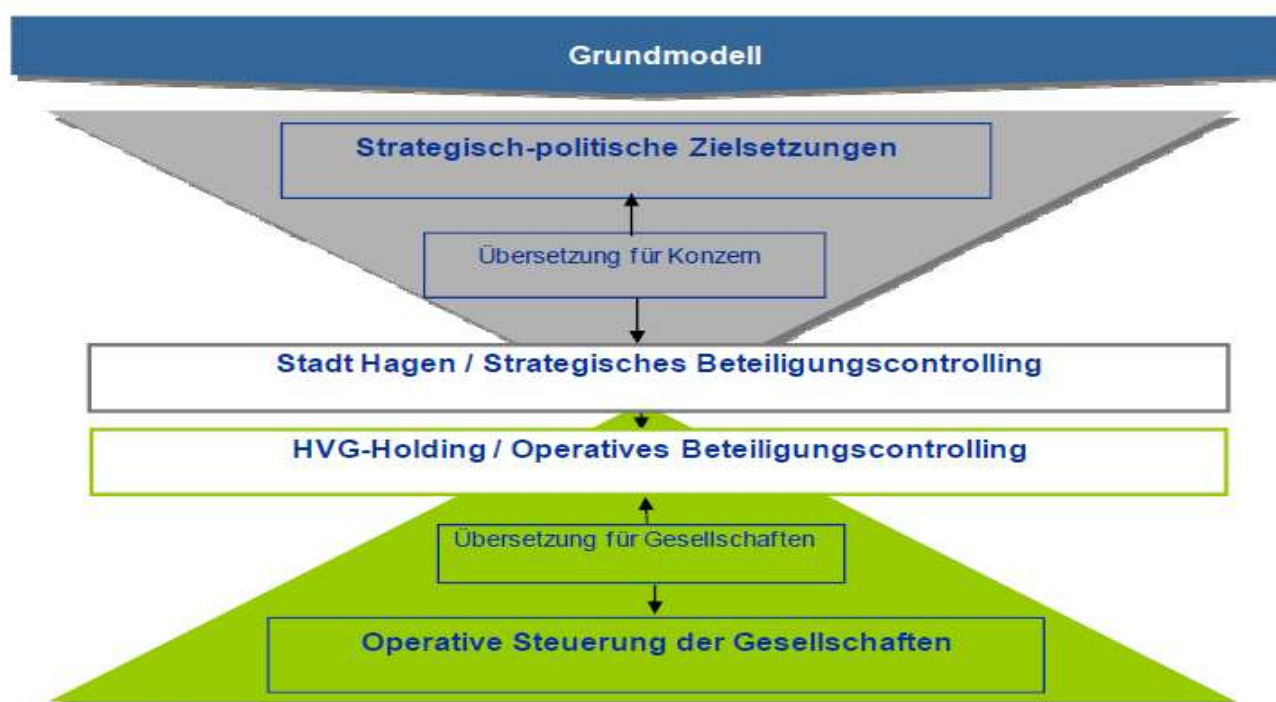 Grundmodell
Strategisch-politische Zielsetzungen
Übersetzung für Konzern
Stadt Hagen / Strategisches Beteiligungscontrolling
HVG-Holding / Operatives Beteiligungscontrolling
Übersetzung für Gesellschaften
Operative Steuerung der Gesellschaften